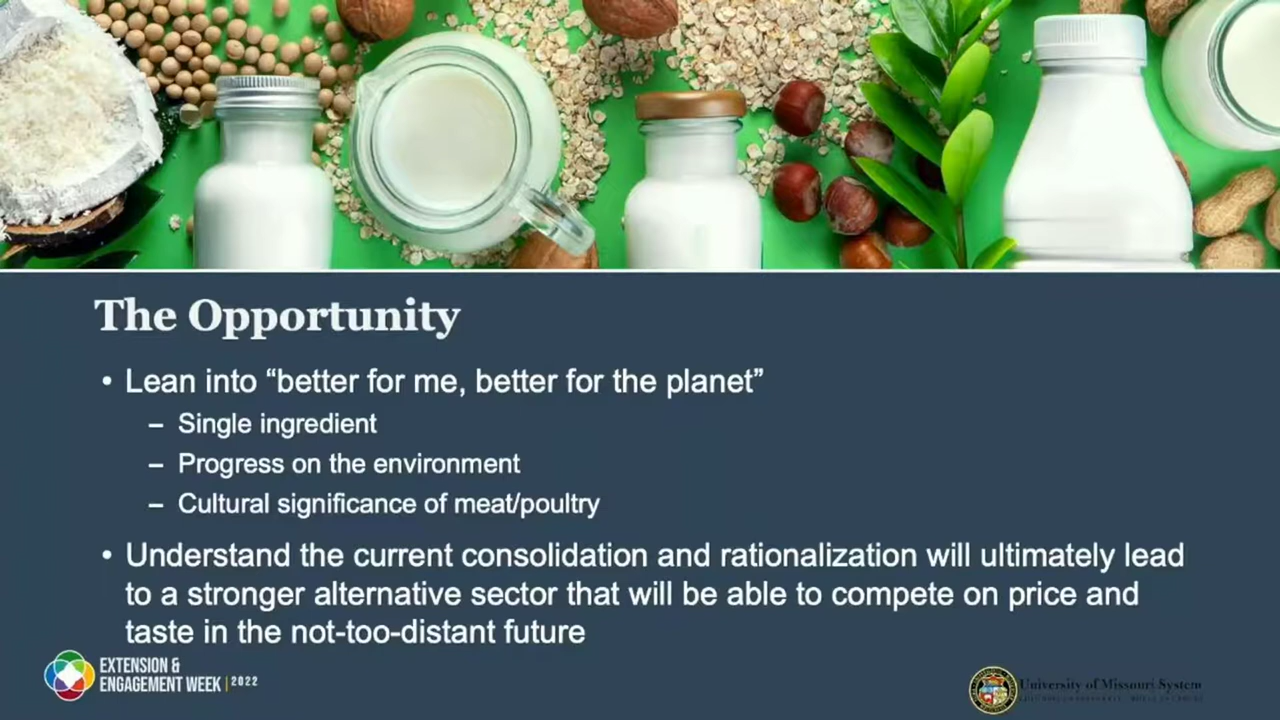 The Opportunity
• Lean into “better for me, better for the planet”
– Single ingredient
– Progress on the environment
– Cultural significance of meat/poultry
• Understand the current consolidation and rationalization will ultimately lead
to a stronger alternative sector that will be able to compete on price and
taste in the not-too-distant future
EXTENSION &
ENGAGEMENT WEEK | 2022
University of Missouri System